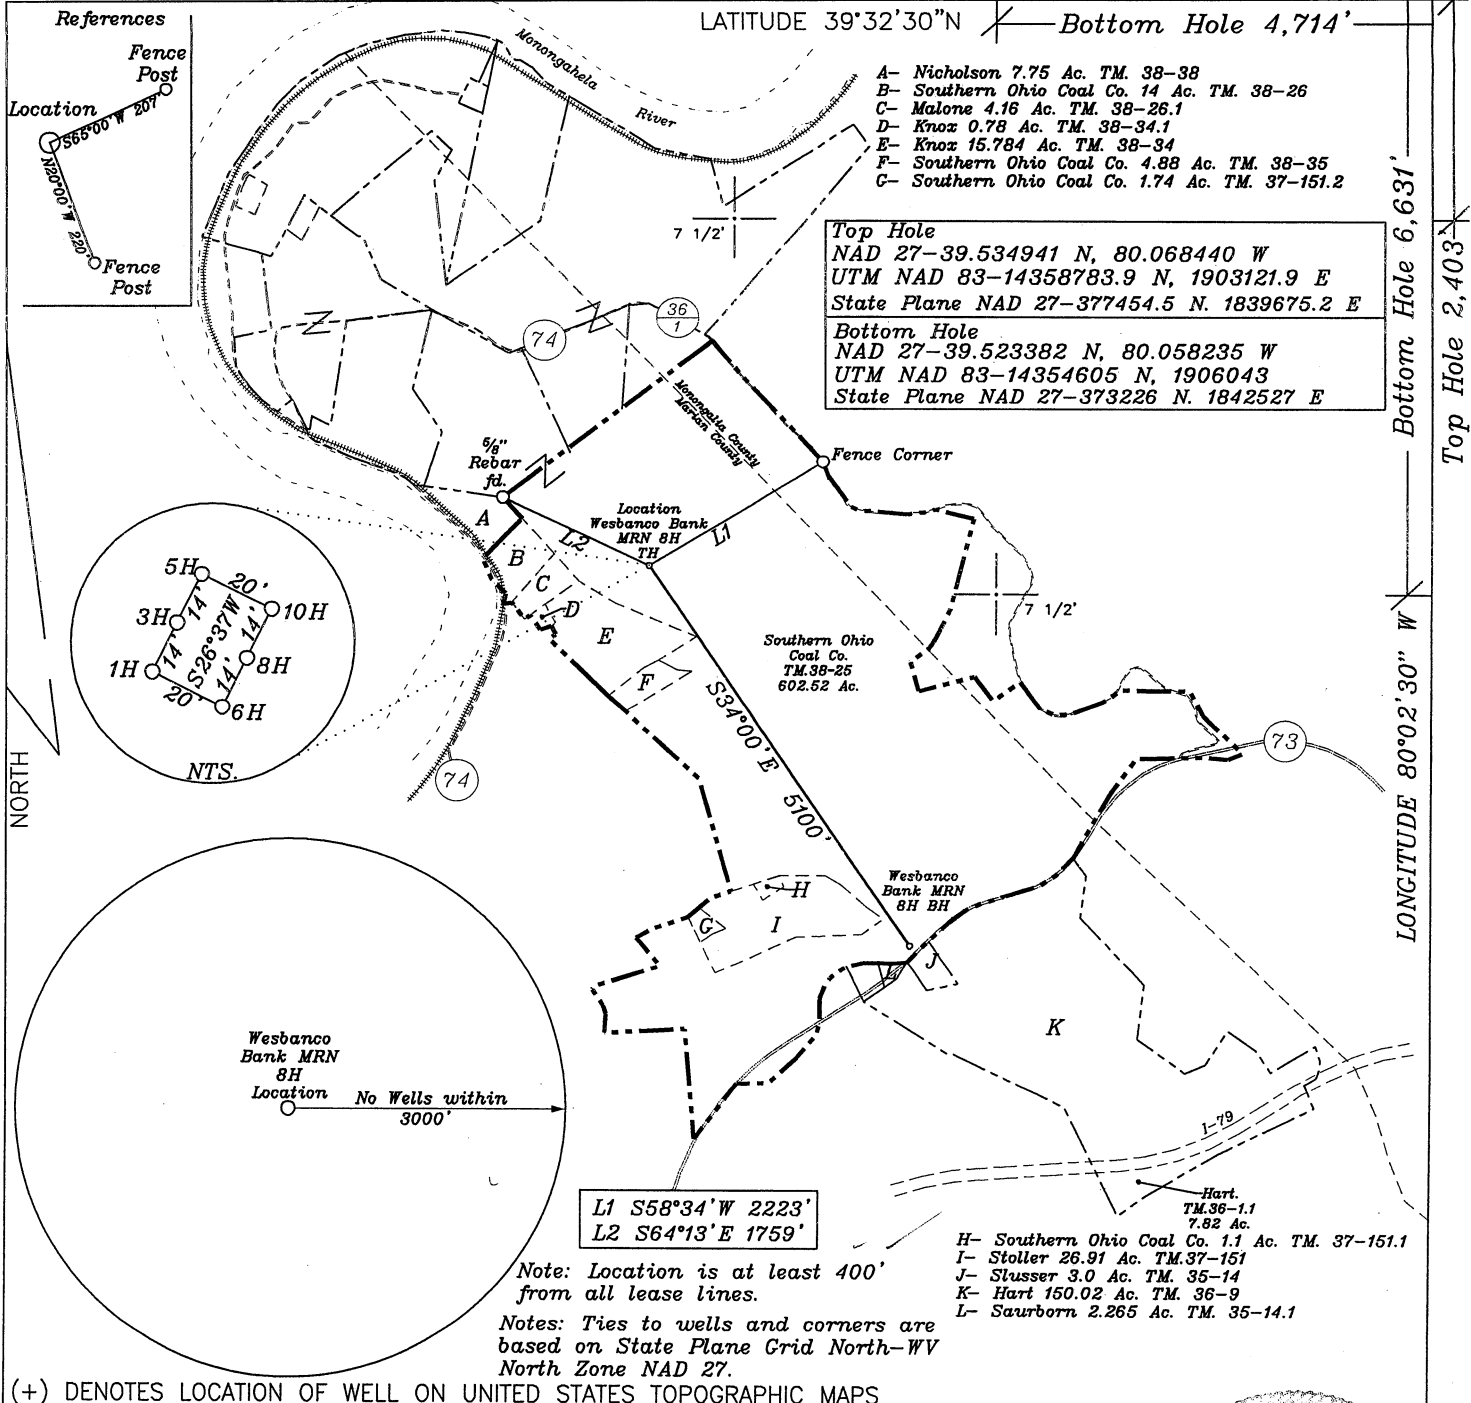 References
Fence
Post
Location
S65°00'W 207'
N20°00'W 220'
Fence
Post
LATITUDE 39°32'30"N
Bottom Hole 4,714'
Monongahela
River
A- Nicholson 7.75 Ac. TM. 38-38
B- Southern Ohio Coal Co. 14 Ac. TM. 38-26
C- Malone 4.16 Ac. TM. 38-26.1
D- Knox 0.78 Ac. TM. 38-34.1
E- Knox 15.784 Ac. TM. 38-34
F- Southern Ohio Coal Co. 4.88 Ac. TM. 38-35
G- Southern Ohio Coal Co. 1.74 Ac. TM. 37-151.2
7 1/2'
Top Hole
NAD 27-39.534941 N, 80.068440 W
UTM NAD 83-14358783.9 N, 1903121.9 E
State Plane NAD 27-377454.5 N. 1839675.2 E
Bottom Hole
NAD 27-39.523382 N, 80.058235 W
UTM NAD 83-14354605 N, 1906043
State Plane NAD 27-373226 N. 1842527 E
Bottom Hole 6,631'
Top Hole 2,403'
LONGITUDE 80°02'30" W
36
1
74
Monongalia County
Marion County
5/8"
Rebar
fd.
Fence Corner
Location
Wesbanco Bank
MRN 8H
TH
L1
L2
A
B
C
D
E
F
7 1/2'
Southern Ohio
Coal Co.
TM.38-25
602.52 Ac.
S34°00'E 5100'
5H
20'
10H
14'
14'
3H
S26°37'W
14'
14'
8H
1H
20'
6H
NTS.
74
73
NORTH
Wesbanco
Bank MRN
8H BH
H
G
I
J
L
K
Wesbanco
Bank MRN
8H
Location
No Wells within
3000'
I-79
Hart.
TM.36-1.1
7.82 Ac.
L1 S58°34'W 2223'
L2 S64°13'E 1759'
H- Southern Ohio Coal Co. 1.1 Ac. TM. 37-151.1
I- Stoller 26.91 Ac. TM.37-151
J- Slusser 3.0 Ac. TM. 35-14
K- Hart 150.02 Ac. TM. 36-9
L- Saurborn 2.265 Ac. TM. 35-14.1
Note: Location is at least 400'
from all lease lines.
Notes: Ties to wells and corners are
based on State Plane Grid North-WV
North Zone NAD 27.
(+) DENOTES LOCATION OF WELL ON UNITED STATES TOPOGRAPHIC MAPS